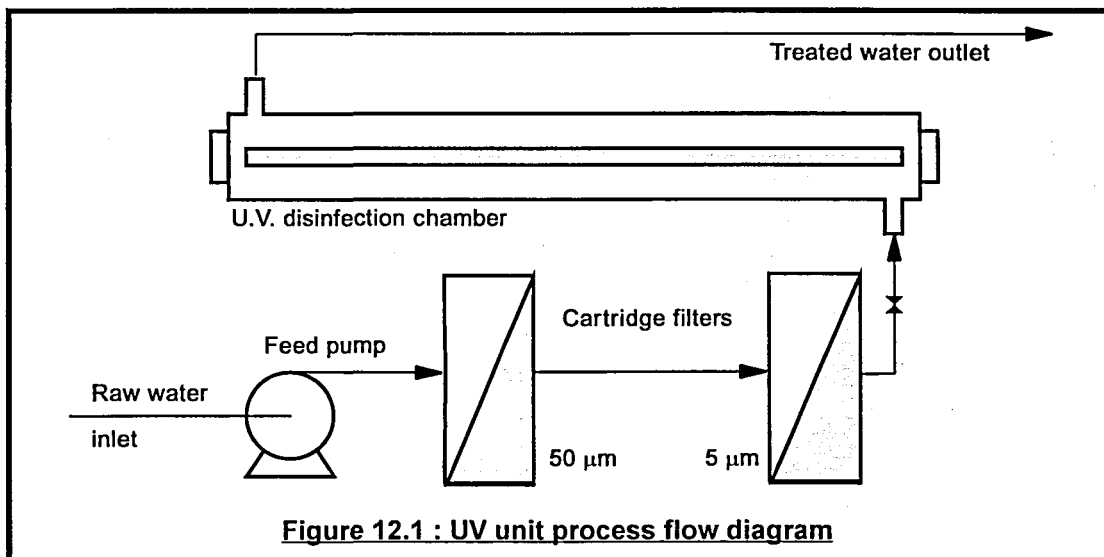 Treated water outlet
U.V. disinfection chamber
Cartridge filters
Feed pump
Raw water
inlet
50 μm
5 μm
Figure 12.1 : UV unit process flow diagram